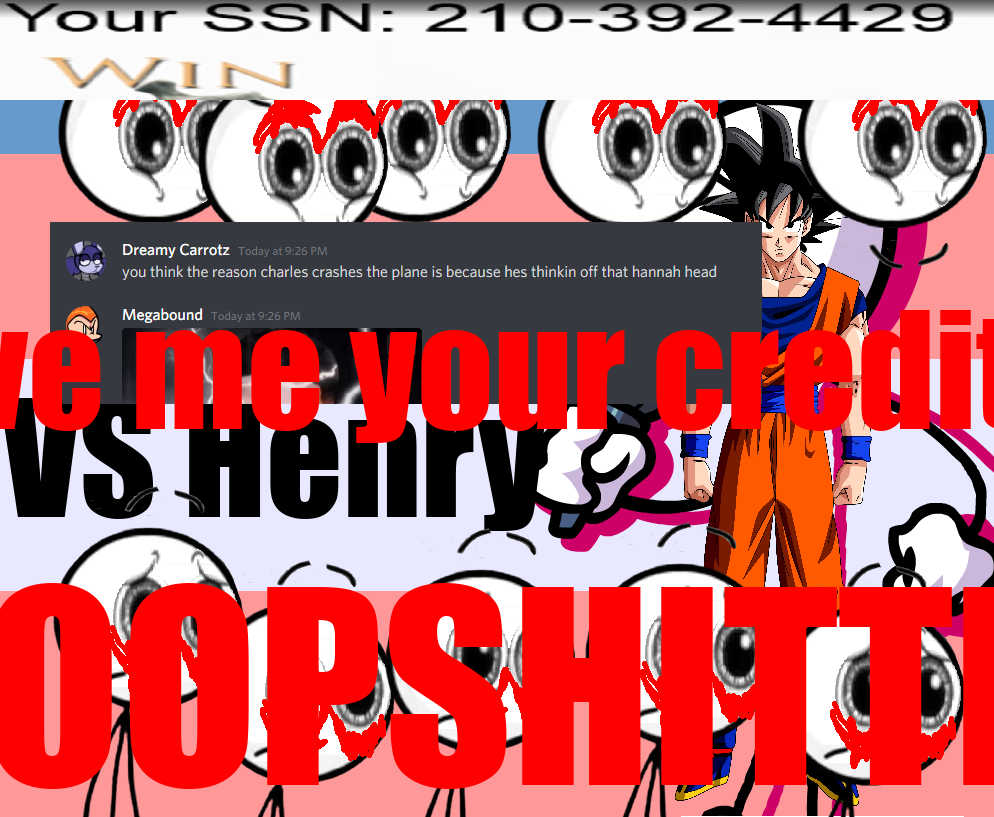 Your SSN: 210-392-4429
WIN
Dreamy Carrotz Today at 9:26 PM
you think the reason charles crashes the plane is because hes thinkin off that hannah head
Megabound Today at 9:26 PM
ve me your credit
VS Henry
OOPSHITTI